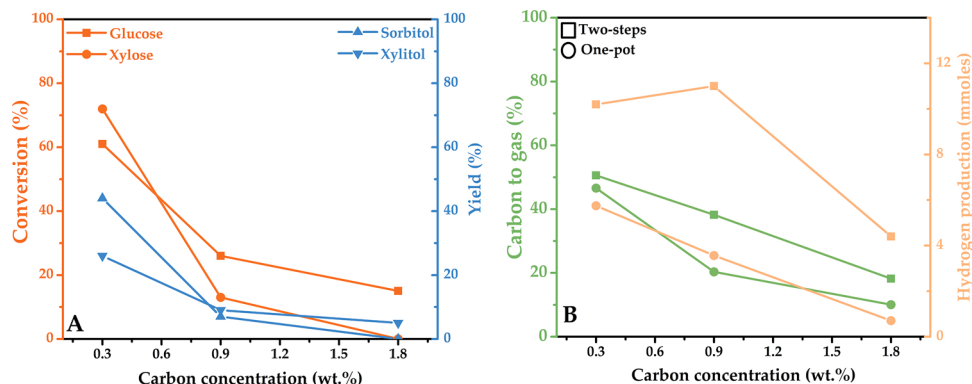 Glucose
Xylose
Sorbitol
Xylitol
100
80
60
40
20
0
Conversion (%)
100
80
60
40
20
0
Yield (%)
A
0.3 0.6 0.9 1.2 1.5 1.8
Carbon concentration (wt.%)
Two-steps
One-pot
100
80
60
40
20
0
Carbon to gas (%)
12
8
4
0
Hydrogen production (mmoles)
B
0.3 0.6 0.9 1.2 1.5 1.8
Carbon concentration (wt.%)